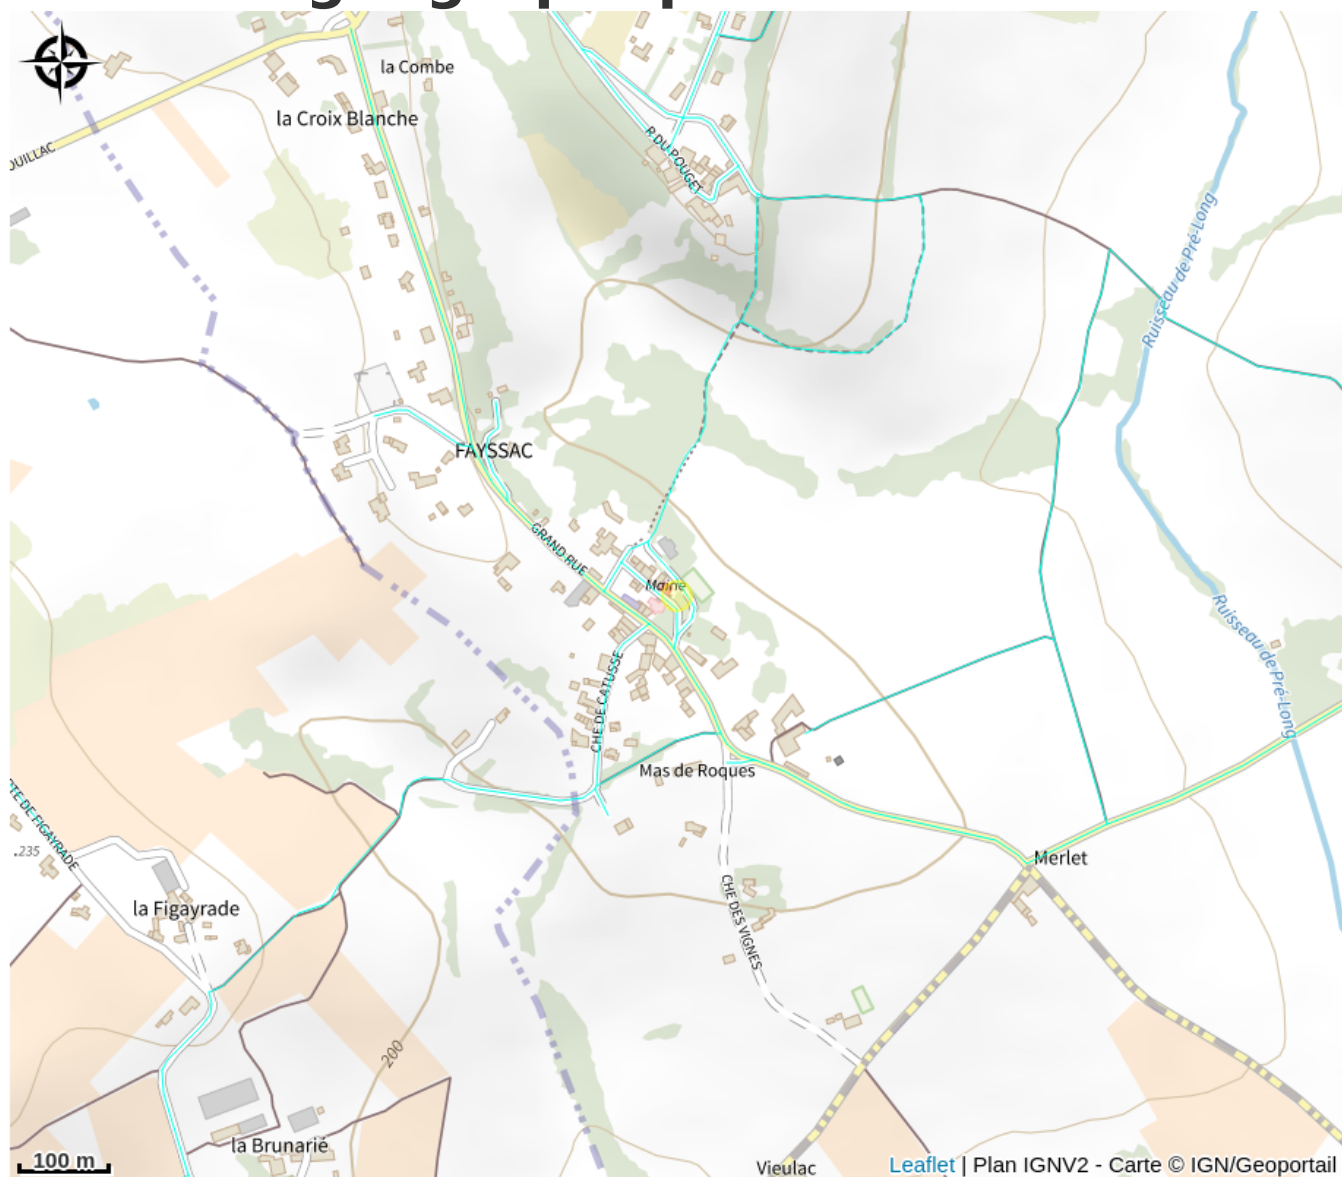 la Combe
la Croix Blanche
OUILLAC
R DU POUGET
Ruisseau de Pré-Long
FAYSSAC
GRAND RUE
Mairie
Ruisseau de Pré-Long
CHE DE CATUSSE
Mas de Roques
TE DE FIGAYRADE
.235
Merlet
la Figayrade
CHE DES VIGNES
200
la Brunarié
100 m
Vieulac
Leaflet | Plan IGNV2 - Carte © IGN/Geoportail